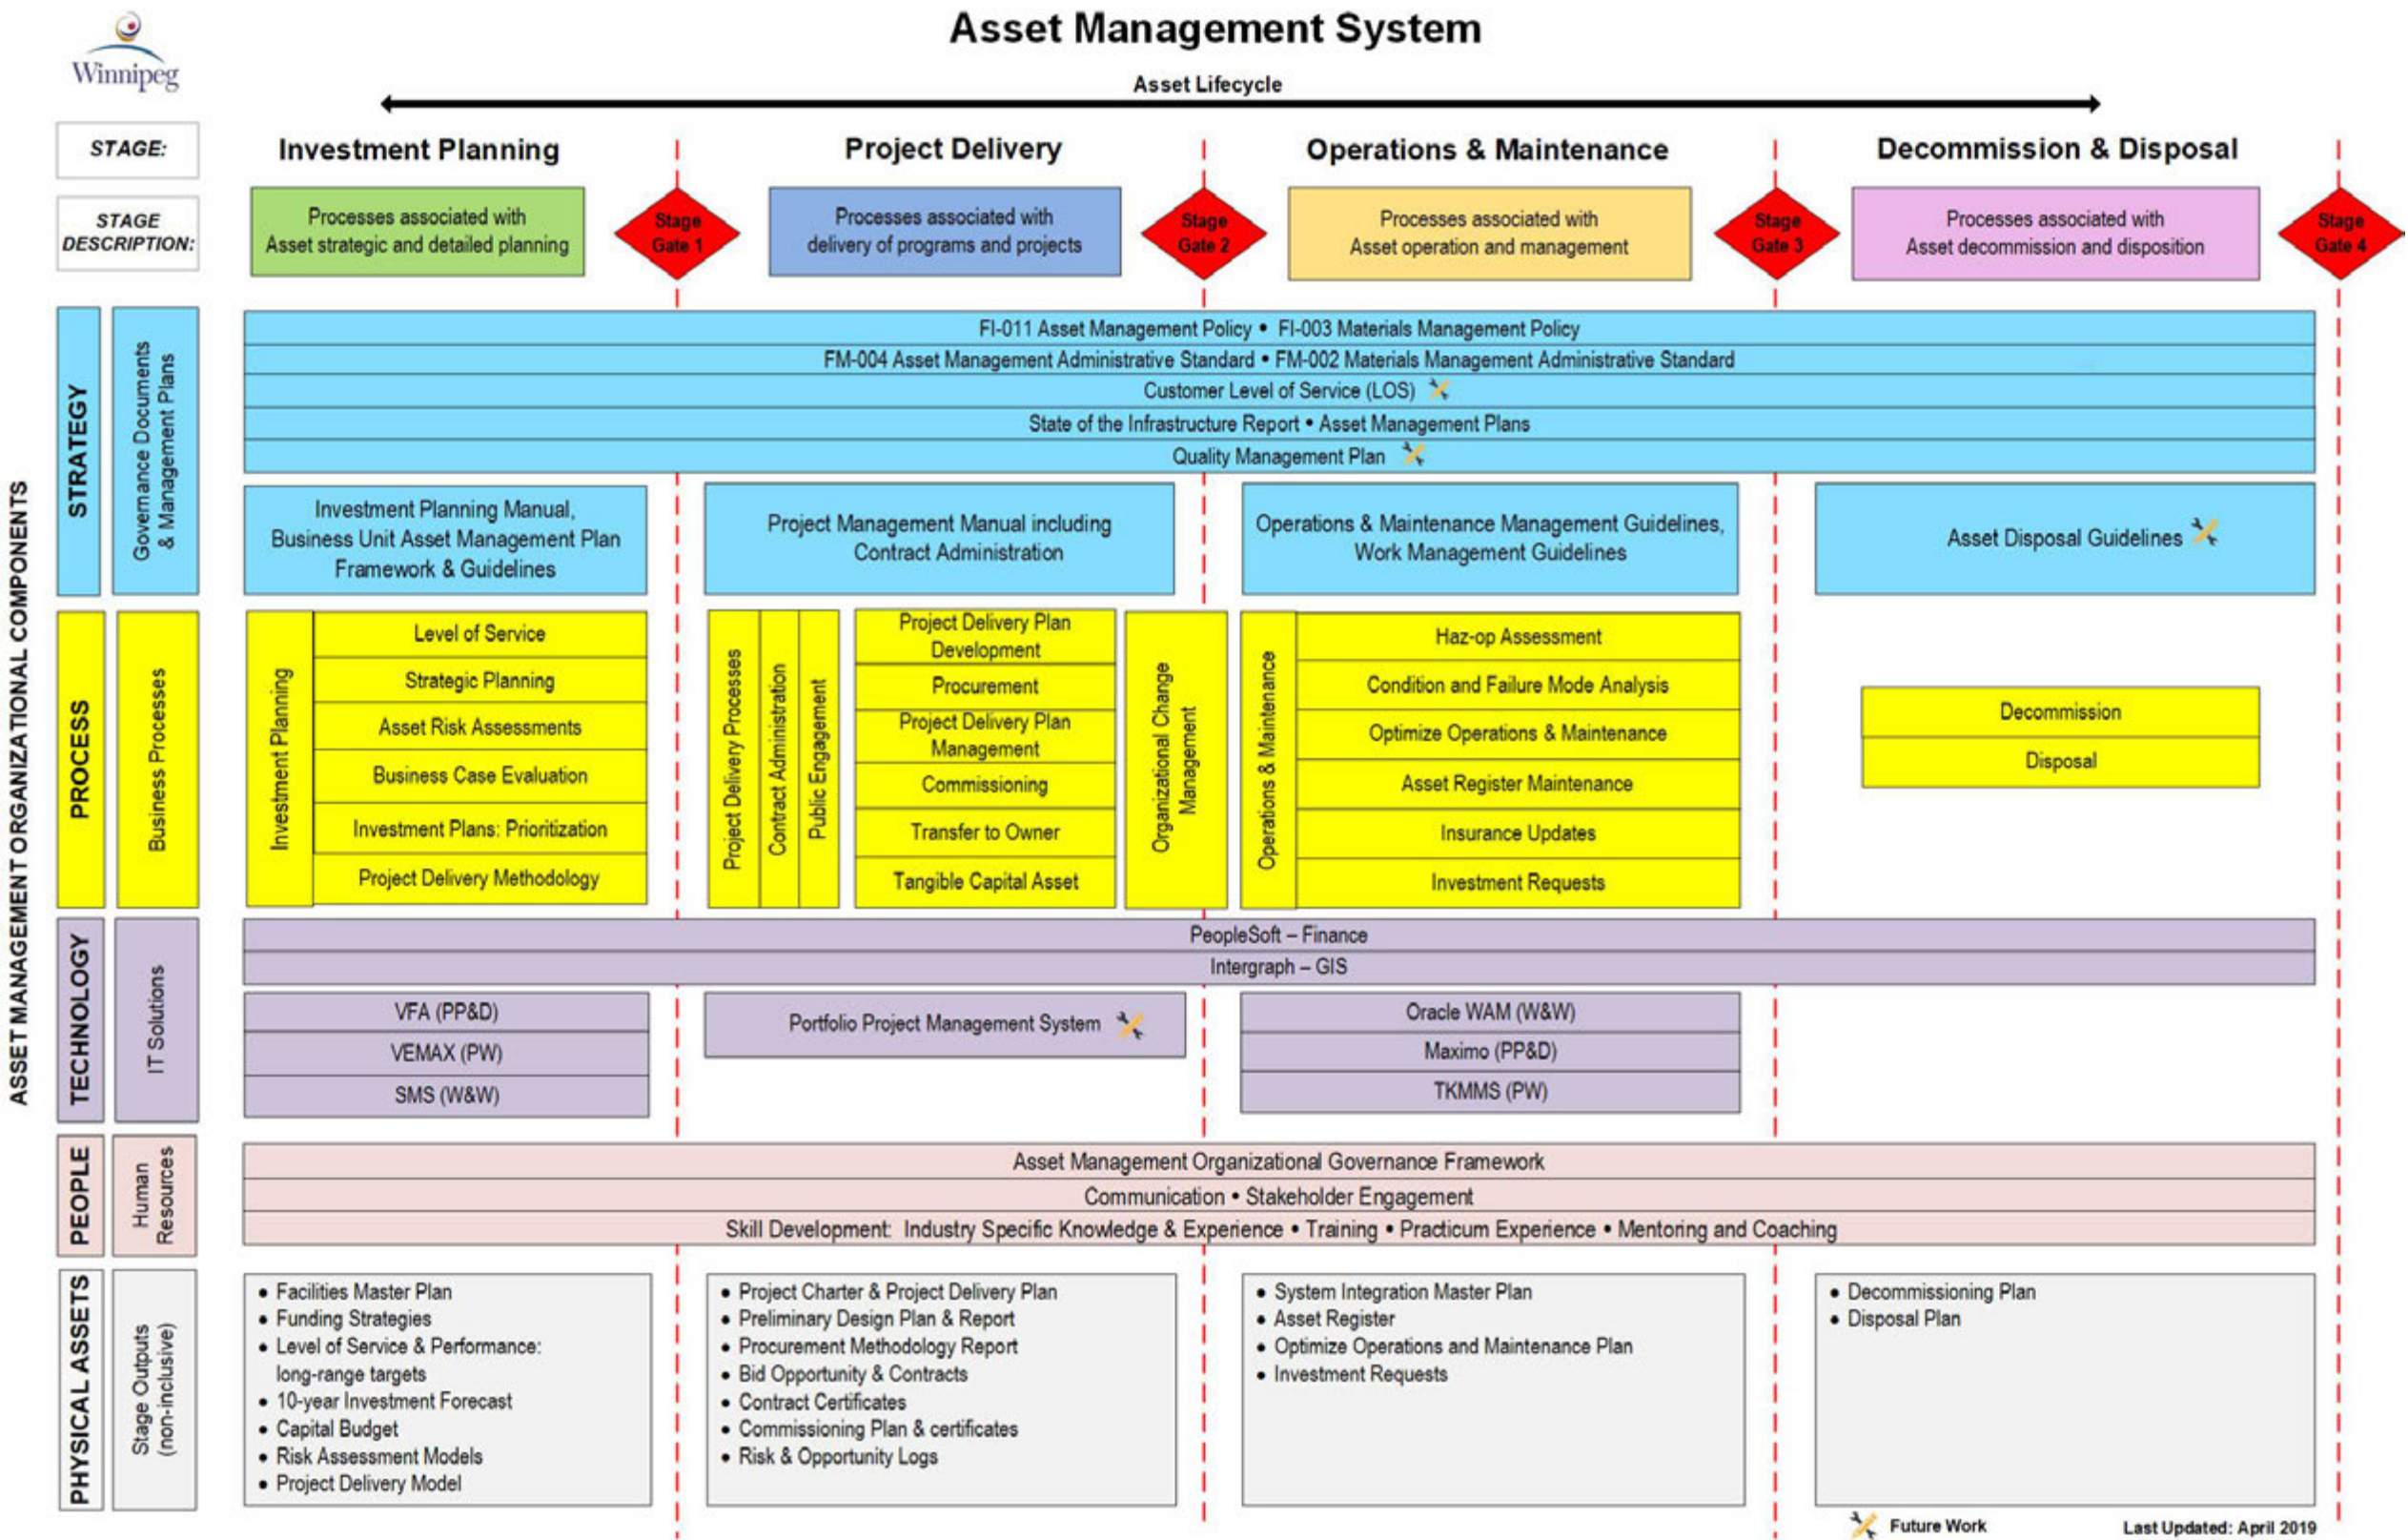 Asset Management System
Winnipeg
Asset Lifecycle
STAGE:
Investment Planning
Project Delivery
Operations & Maintenance
Decommission & Disposal
STAGE
DESCRIPTION:
Processes associated with
Asset strategic and detailed planning
Stage
Gate 1
Processes associated with
delivery of programs and projects
Stage
Gate 2
Processes associated with
Asset operation and management
Stage
Gate 3
Processes associated with
Asset decommission and disposition
Stage
Gate 4
ASSET MANAGEMENT ORGANIZATIONAL COMPONENTS
STRATEGY
Governance Documents
& Management Plans
FI-011 Asset Management Policy • FI-003 Materials Management Policy
FM-004 Asset Management Administrative Standard • FM-002 Materials Management Administrative Standard
Customer Level of Service (LOS)
State of the Infrastructure Report • Asset Management Plans
Quality Management Plan
Investment Planning Manual,
Business Unit Asset Management Plan
Framework & Guidelines
Project Management Manual including
Contract Administration
Operations & Maintenance Management Guidelines,
Work Management Guidelines
Asset Disposal Guidelines
PROCESS
Business Processes
Investment Planning
Level of Service
Strategic Planning
Asset Risk Assessments
Business Case Evaluation
Investment Plans: Prioritization
Project Delivery Methodology
Project Delivery Processes
Contract Administration
Public Engagement
Project Delivery Plan
Development
Procurement
Project Delivery Plan
Management
Commissioning
Transfer to Owner
Tangible Capital Asset
Organizational Change
Management
Operations & Maintenance
Haz-op Assessment
Condition and Failure Mode Analysis
Optimize Operations & Maintenance
Asset Register Maintenance
Insurance Updates
Investment Requests
Decommission
Disposal
TECHNOLOGY
IT Solutions
PeopleSoft – Finance
Intergraph – GIS
VFA (PP&D)
VEMAX (PW)
SMS (W&W)
Portfolio Project Management System
Oracle WAM (W&W)
Maximo (PP&D)
TKMMS (PW)
PEOPLE
Human
Resources
Asset Management Organizational Governance Framework
Communication • Stakeholder Engagement
Skill Development: Industry Specific Knowledge & Experience • Training • Practicum Experience • Mentoring and Coaching
PHYSICAL ASSETS
Stage Outputs
(non-inclusive)
• Facilities Master Plan
• Funding Strategies
• Level of Service & Performance:
long-range targets
• 10-year Investment Forecast
• Capital Budget
• Risk Assessment Models
• Project Delivery Model
• Project Charter & Project Delivery Plan
• Preliminary Design Plan & Report
• Procurement Methodology Report
• Bid Opportunity & Contracts
• Contract Certificates
• Commissioning Plan & certificates
• Risk & Opportunity Logs
• System Integration Master Plan
• Asset Register
• Optimize Operations and Maintenance Plan
• Investment Requests
• Decommissioning Plan
• Disposal Plan
Future Work
Last Updated: April 2019